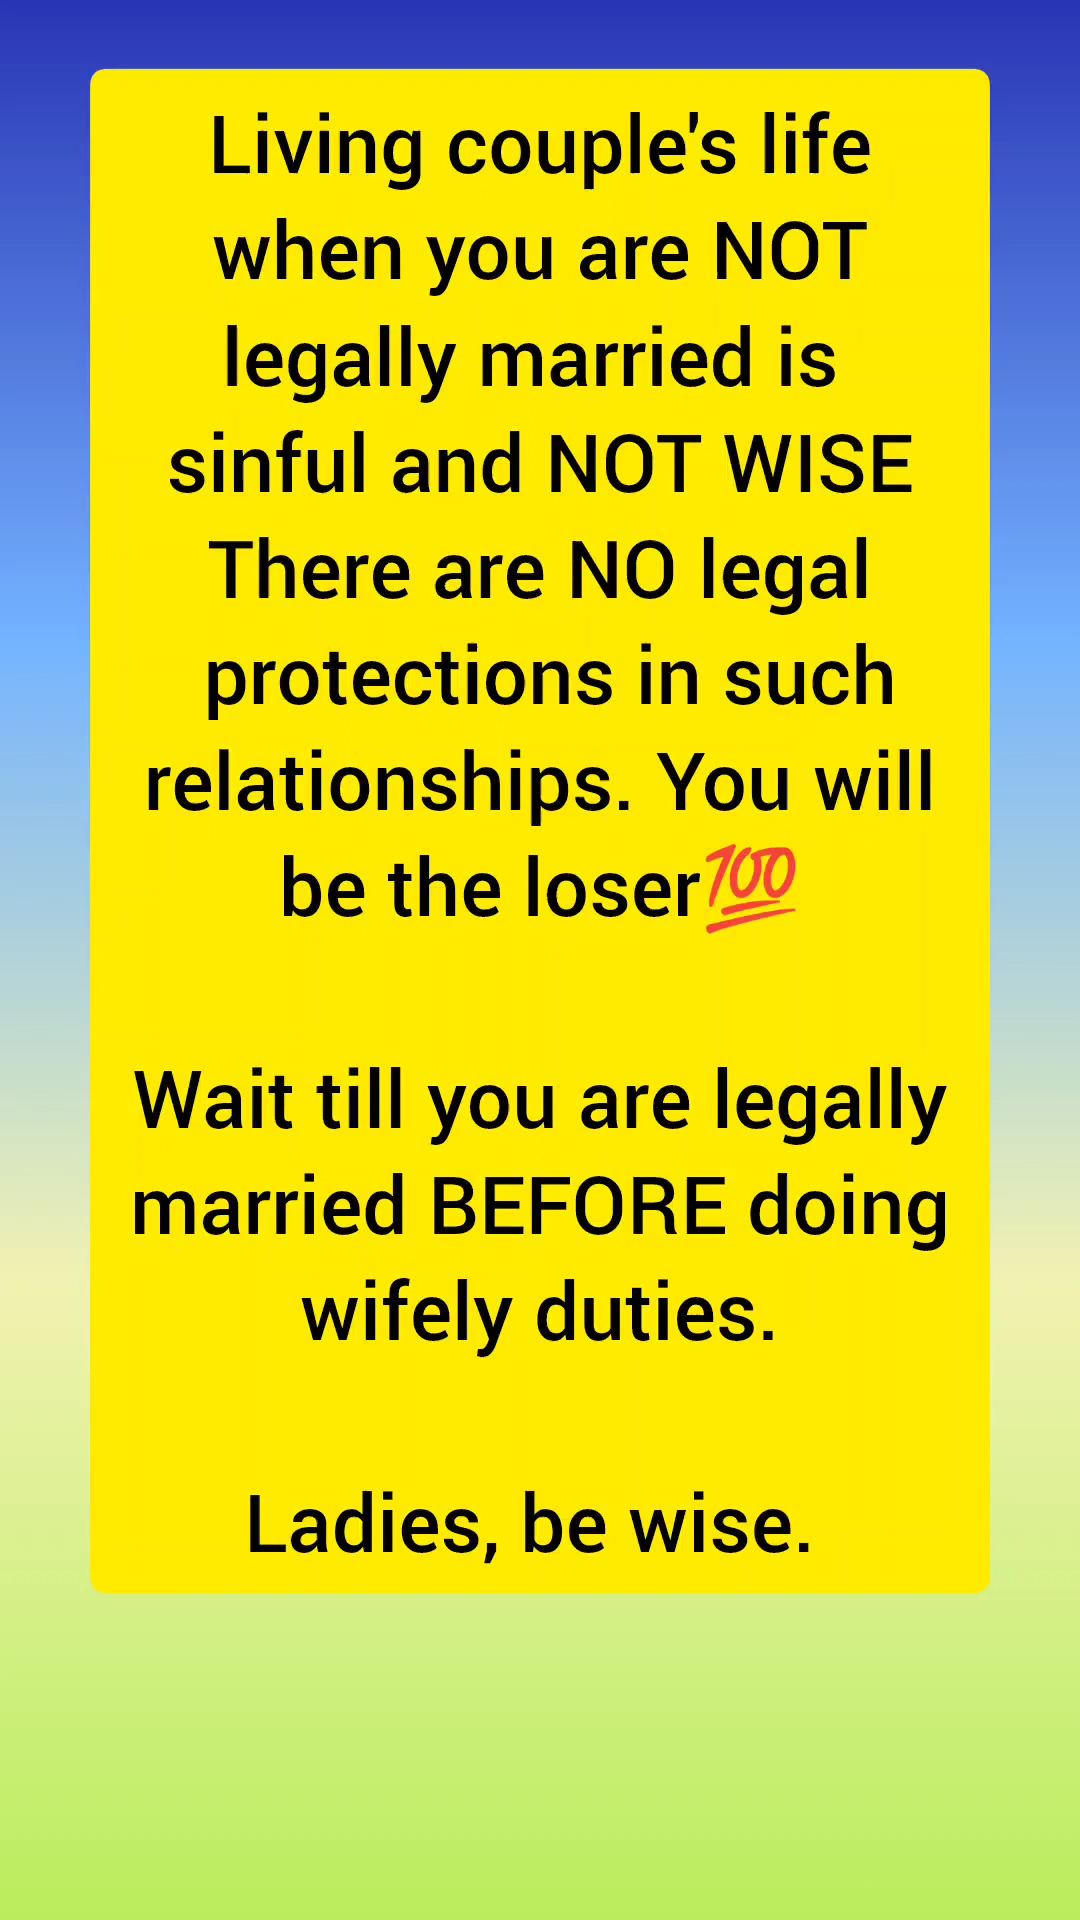 Living couple's life
when you are NOT
legally married is
sinful and NOT WISE
There are NO legal
protections in such
relationships. You will
be the loser💯
Wait till you are legally
married BEFORE doing
wifely duties.
Ladies, be wise.